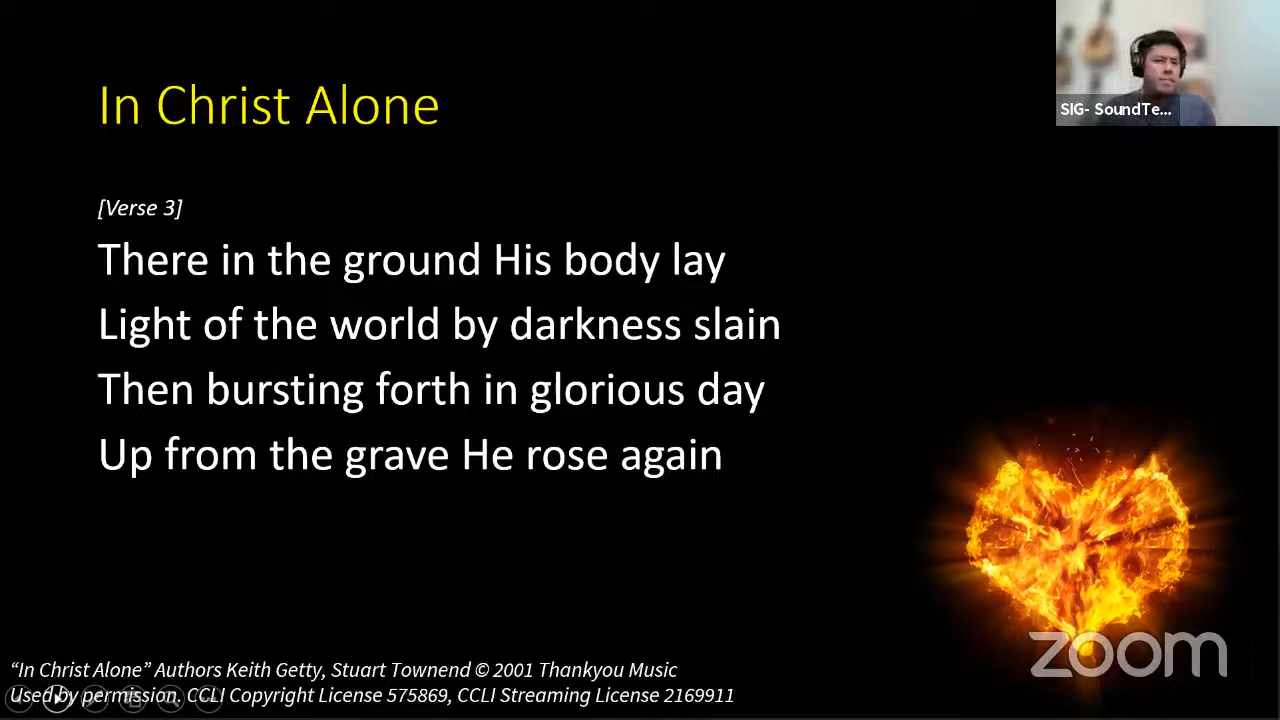 In Christ Alone
SIG- SoundTe...
[Verse 3]
There in the ground His body lay
Light of the world by darkness slain
Then bursting forth in glorious day
Up from the grave He rose again
zoom
“In Christ Alone” Authors Keith Getty, Stuart Townend © 2001 Thankyou Music
Used by permission. CCLI Copyright License 575869, CCLI Streaming License 2169911